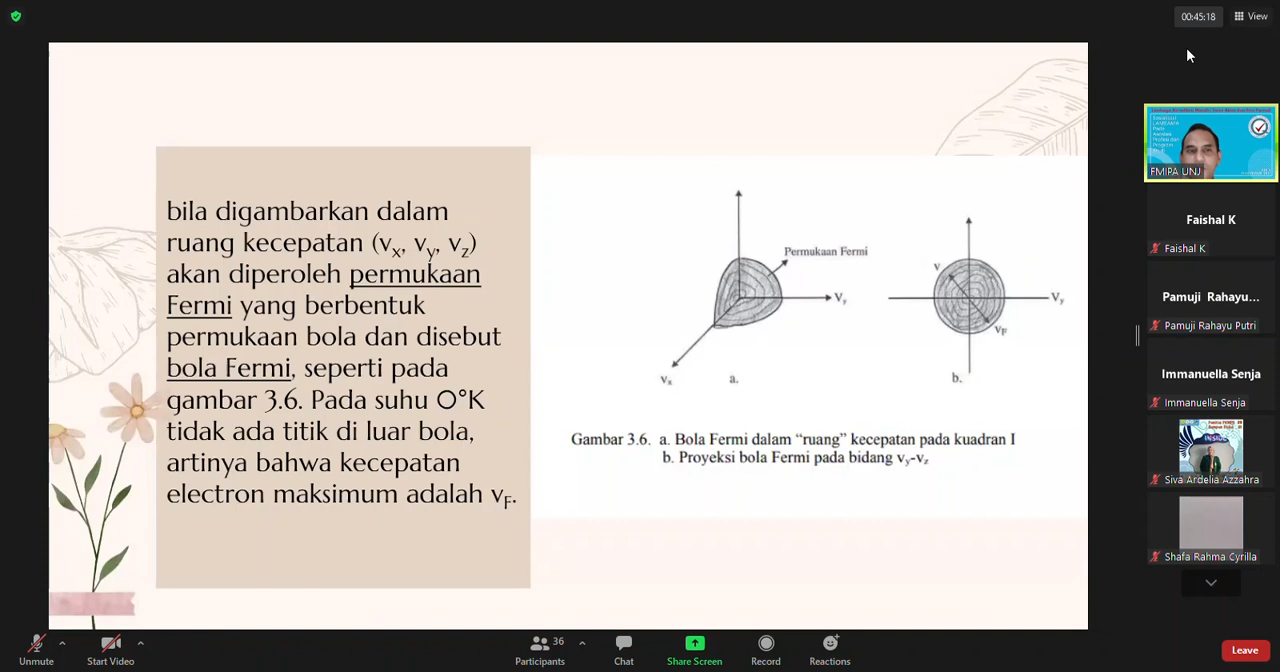 00:45:18
View
bila digambarkan dalam
ruang kecepatan (vx, vy, vz)
akan diperoleh permukaan
Fermi yang berbentuk
permukaan bola dan disebut
bola Fermi, seperti pada
gambar 3.6. Pada suhu O°K
tidak ada titik di luar bola,
artinya bahwa kecepatan
electron maksimum adalah vF.
Permukaan Fermi
Vy
vx
a.
v
Vy
vF
b.
Gambar 3.6. a. Bola Fermi dalam “ruang” kecepatan pada kuadran I
b. Proyeksi bola Fermi pada bidang vy-vz
FMIPA UNJ
Faishal K
Faishal K
Pamuji Rahayu...
Pamuji Rahayu Putri
Immanuella Senja
Immanuella Senja
Siva Ardelia Azzahra
Shafa Rahma Cyrilla
Unmute
Start Video
36
Participants
Chat
Share Screen
Record
Reactions
Leave